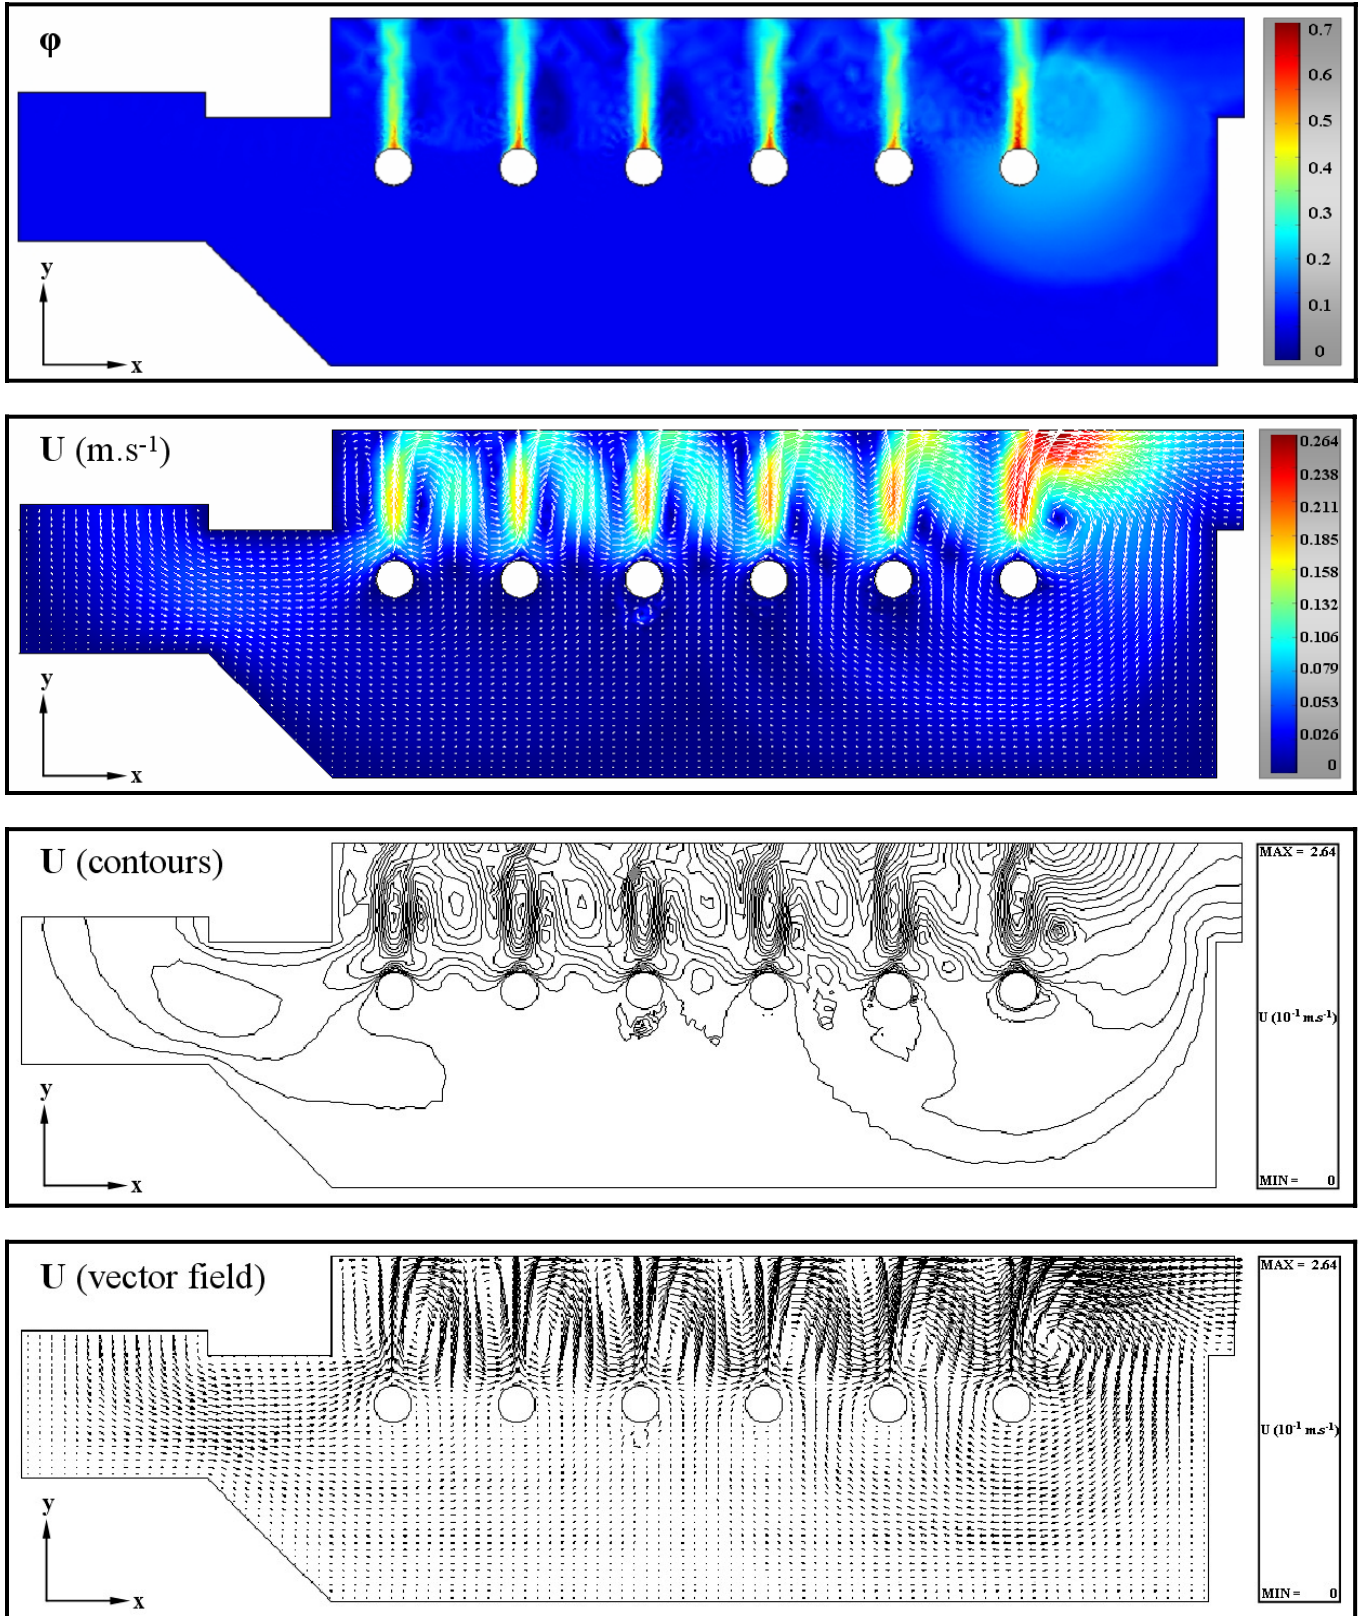 φ
0.7
0.6
0.5
0.4
0.3
0.2
0.1
0
y
x
U (m.s-1)
0.264
0.238
0.211
0.185
0.158
0.132
0.106
0.079
0.053
0.026
0
y
x
U (contours)
MAX = 2.64
U (10-1 m.s-1)
MIN = 0
y
x
U (vector field)
MAX = 2.64
U (10-1 m.s-1)
MIN = 0
y
x